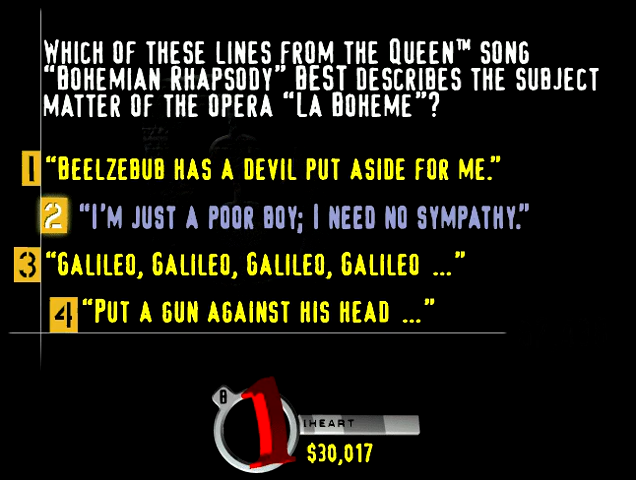 Which of these lines from the Queen™ song
"Bohemian Rhapsody" BEST describes the subject
matter of the opera "La Boheme"?
1 "Beelzebub has a devil put aside for me."
2 "I'm just a poor boy; I need no sympathy."
3 "Galileo, Galileo, Galileo, Galileo ..."
4 "Put a gun against his head ..."
1
$30,017